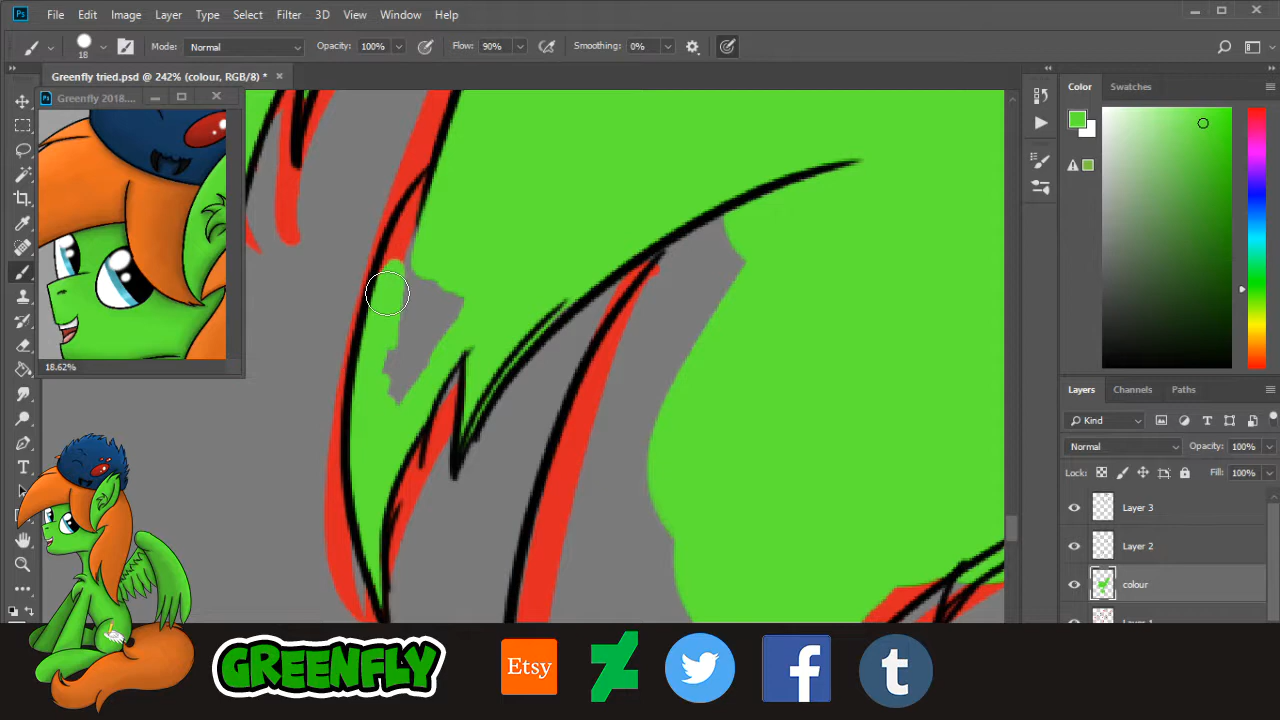 Ps File Edit Image Layer Type Select Filter 3D View Window Help
18 Mode: Normal Opacity: 100% Flow: 90% Smoothing: 0%
Greenfly tried.psd @ 242% (colour, RGB/8) *
Greenfly 2018....
18.62%
Color Swatches
Layers Channels Paths
Kind
Normal Opacity: 100%
Lock: Fill: 100%
Layer 3
Layer 2
colour
GREENFLY Etsy f t